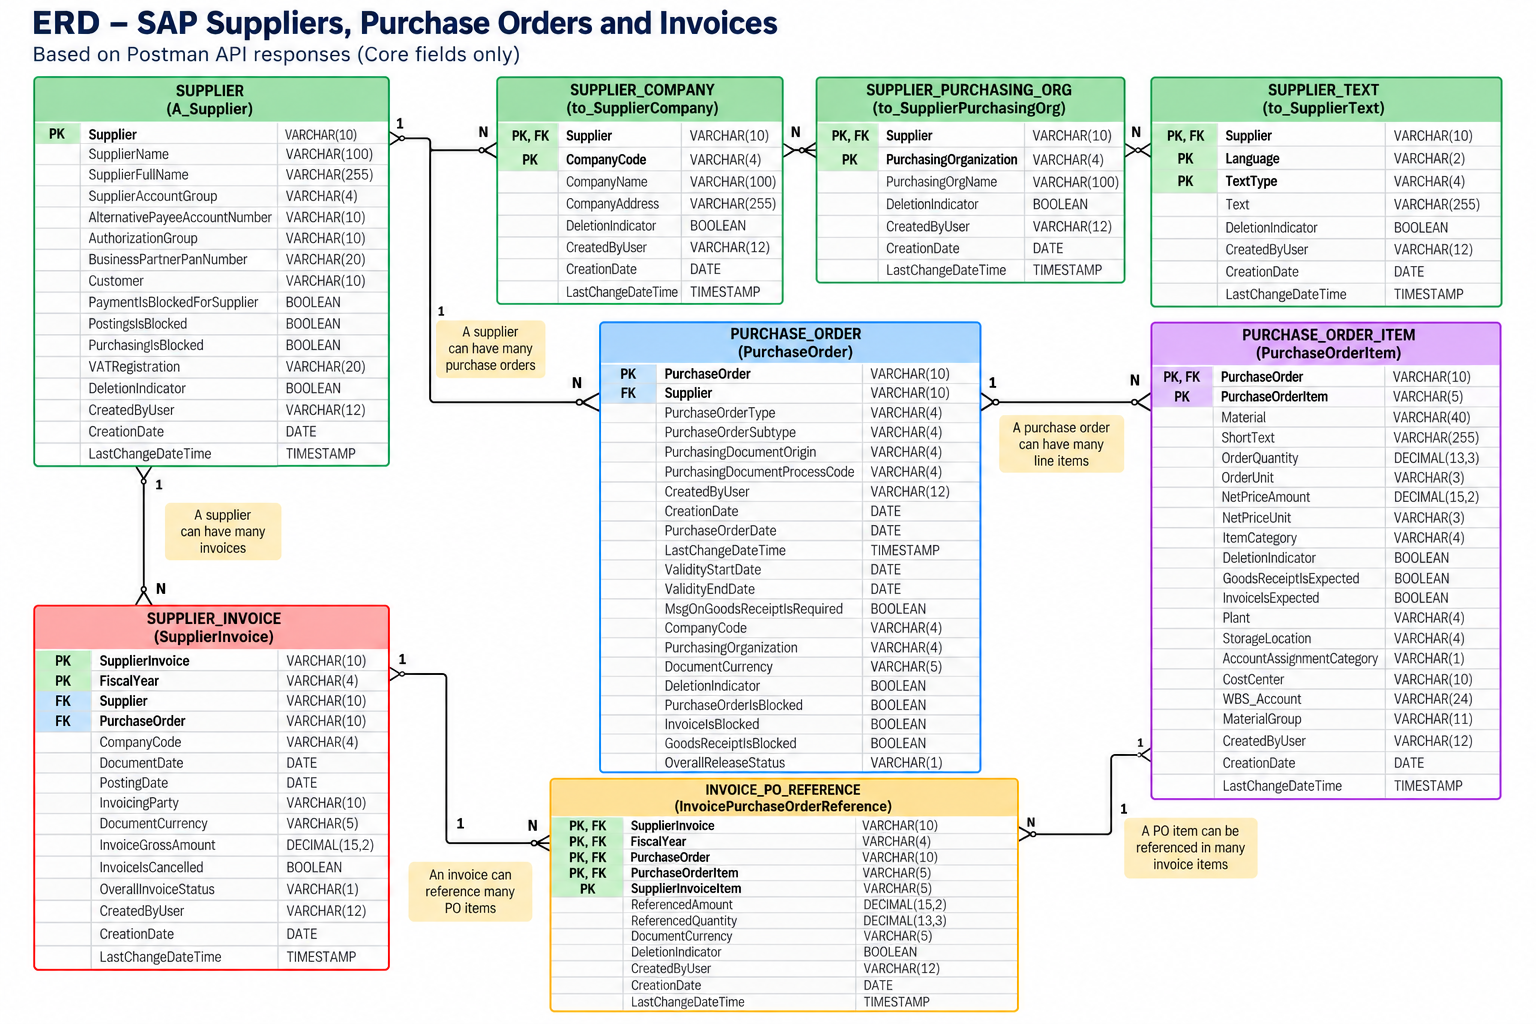 ERD – SAP Suppliers, Purchase Orders and Invoices
Based on Postman API responses (Core fields only)
SUPPLIER
(A_Supplier)
PK Supplier VARCHAR(10)
SupplierName VARCHAR(100)
SupplierFullName VARCHAR(255)
SupplierAccountGroup VARCHAR(4)
AlternativePayeeAccountNumber VARCHAR(10)
AuthorizationGroup VARCHAR(10)
BusinessPartnerPanNumber VARCHAR(20)
Customer VARCHAR(10)
PaymentIsBlockedForSupplier BOOLEAN
PostingsIsBlocked BOOLEAN
PurchasingIsBlocked BOOLEAN
VATRegistration VARCHAR(20)
DeletionIndicator BOOLEAN
CreatedByUser VARCHAR(12)
CreationDate DATE
LastChangeDateTime TIMESTAMP
1
N
SUPPLIER_COMPANY
(to_SupplierCompany)
PK, FK Supplier VARCHAR(10)
PK CompanyCode VARCHAR(4)
CompanyName VARCHAR(100)
CompanyAddress VARCHAR(255)
DeletionIndicator BOOLEAN
CreatedByUser VARCHAR(12)
CreationDate DATE
LastChangeDateTime TIMESTAMP
N
SUPPLIER_PURCHASING_ORG
(to_SupplierPurchasingOrg)
PK, FK Supplier VARCHAR(10)
PK PurchasingOrganization VARCHAR(4)
PurchasingOrgName VARCHAR(100)
DeletionIndicator BOOLEAN
CreatedByUser VARCHAR(12)
CreationDate DATE
LastChangeDateTime TIMESTAMP
N
SUPPLIER_TEXT
(to_SupplierText)
PK, FK Supplier VARCHAR(10)
PK Language VARCHAR(2)
PK TextType VARCHAR(4)
Text VARCHAR(255)
DeletionIndicator BOOLEAN
CreatedByUser VARCHAR(12)
CreationDate DATE
LastChangeDateTime TIMESTAMP
1
A supplier
can have many
purchase orders
N
PURCHASE_ORDER
(PurchaseOrder)
PK PurchaseOrder VARCHAR(10)
FK Supplier VARCHAR(10)
PurchaseOrderType VARCHAR(4)
PurchaseOrderSubtype VARCHAR(4)
PurchasingDocumentOrigin VARCHAR(4)
PurchasingDocumentProcessCode VARCHAR(4)
CreatedByUser VARCHAR(12)
CreationDate DATE
PurchaseOrderDate DATE
LastChangeDateTime TIMESTAMP
ValidityStartDate DATE
ValidityEndDate DATE
MsgOnGoodsReceiptIsRequired BOOLEAN
CompanyCode VARCHAR(4)
PurchasingOrganization VARCHAR(4)
DocumentCurrency VARCHAR(5)
DeletionIndicator BOOLEAN
PurchaseOrderIsBlocked BOOLEAN
InvoiceIsBlocked BOOLEAN
GoodsReceiptIsBlocked BOOLEAN
OverallReleaseStatus VARCHAR(1)
1
N
A purchase order
can have many
line items
PURCHASE_ORDER_ITEM
(PurchaseOrderItem)
PK, FK PurchaseOrder VARCHAR(10)
PK PurchaseOrderItem VARCHAR(5)
Material VARCHAR(40)
ShortText VARCHAR(255)
OrderQuantity DECIMAL(13,3)
OrderUnit VARCHAR(3)
NetPriceAmount DECIMAL(15,2)
NetPriceUnit VARCHAR(3)
ItemCategory VARCHAR(4)
DeletionIndicator BOOLEAN
GoodsReceiptIsExpected BOOLEAN
InvoiceIsExpected BOOLEAN
Plant VARCHAR(4)
StorageLocation VARCHAR(4)
AccountAssignmentCategory VARCHAR(1)
CostCenter VARCHAR(10)
WBS_Account VARCHAR(24)
MaterialGroup VARCHAR(11)
CreatedByUser VARCHAR(12)
CreationDate DATE
LastChangeDateTime TIMESTAMP
1
A supplier
can have many
invoices
N
SUPPLIER_INVOICE
(SupplierInvoice)
PK SupplierInvoice VARCHAR(10)
PK FiscalYear VARCHAR(4)
FK Supplier VARCHAR(10)
FK PurchaseOrder VARCHAR(10)
CompanyCode VARCHAR(4)
DocumentDate DATE
PostingDate DATE
InvoicingParty VARCHAR(10)
DocumentCurrency VARCHAR(5)
InvoiceGrossAmount DECIMAL(15,2)
InvoiceIsCancelled BOOLEAN
OverallInvoiceStatus VARCHAR(1)
CreatedByUser VARCHAR(12)
CreationDate DATE
LastChangeDateTime TIMESTAMP
1
1
N
An invoice can
reference many
PO items
INVOICE_PO_REFERENCE
(InvoicePurchaseOrderReference)
PK, FK SupplierInvoice VARCHAR(10)
PK, FK FiscalYear VARCHAR(4)
PK, FK PurchaseOrder VARCHAR(10)
PK, FK PurchaseOrderItem VARCHAR(5)
PK SupplierInvoiceItem VARCHAR(5)
ReferencedAmount DECIMAL(15,2)
ReferencedQuantity DECIMAL(13,3)
DocumentCurrency VARCHAR(5)
DeletionIndicator BOOLEAN
CreatedByUser VARCHAR(12)
CreationDate DATE
LastChangeDateTime TIMESTAMP
N
1
1
A PO item can be
referenced in many
invoice items